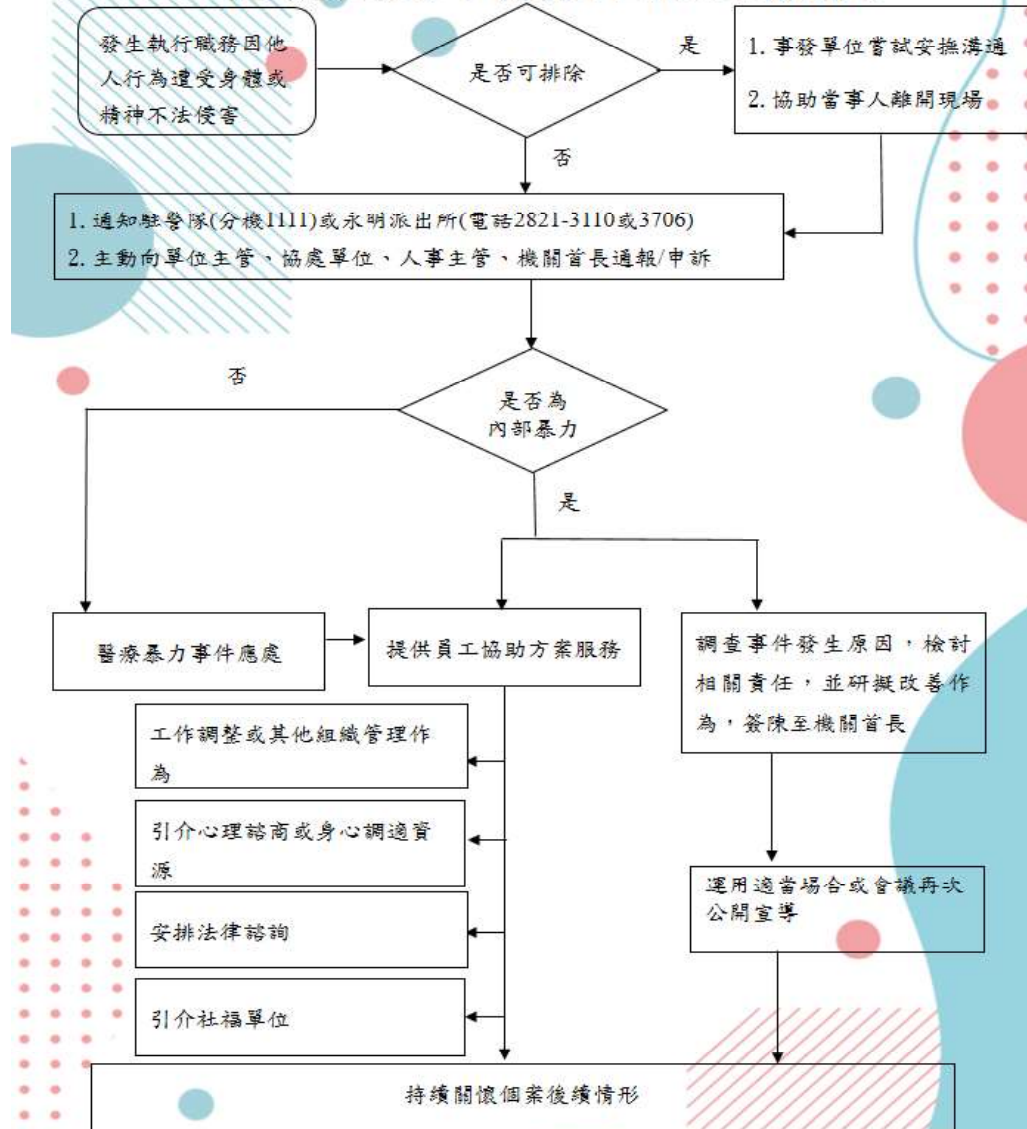 發生執行職務因他
人行為遭受身體或
精神不法侵害
是否可排除
是
1. 事發單位嘗試安撫溝通
2. 協助當事人離開現場
否
1. 通知駐警隊(分機1111)或永明派出所(電話2821-3110或3706)
2. 主動向單位主管、協處單位、人事主管、機關首長通報/申訴
否
是否為
內部暴力
是
醫療暴力事件應處
提供員工協助方案服務
調查事件發生原因，檢討
相關責任，並研擬改善作
為，簽陳至機關首長
工作調整或其他組織管理作
為
引介心理諮商或身心調適資
源
安排法律諮詢
引介社福單位
運用適當場合或會議再次
公開宣導
持續關懷個案後續情形